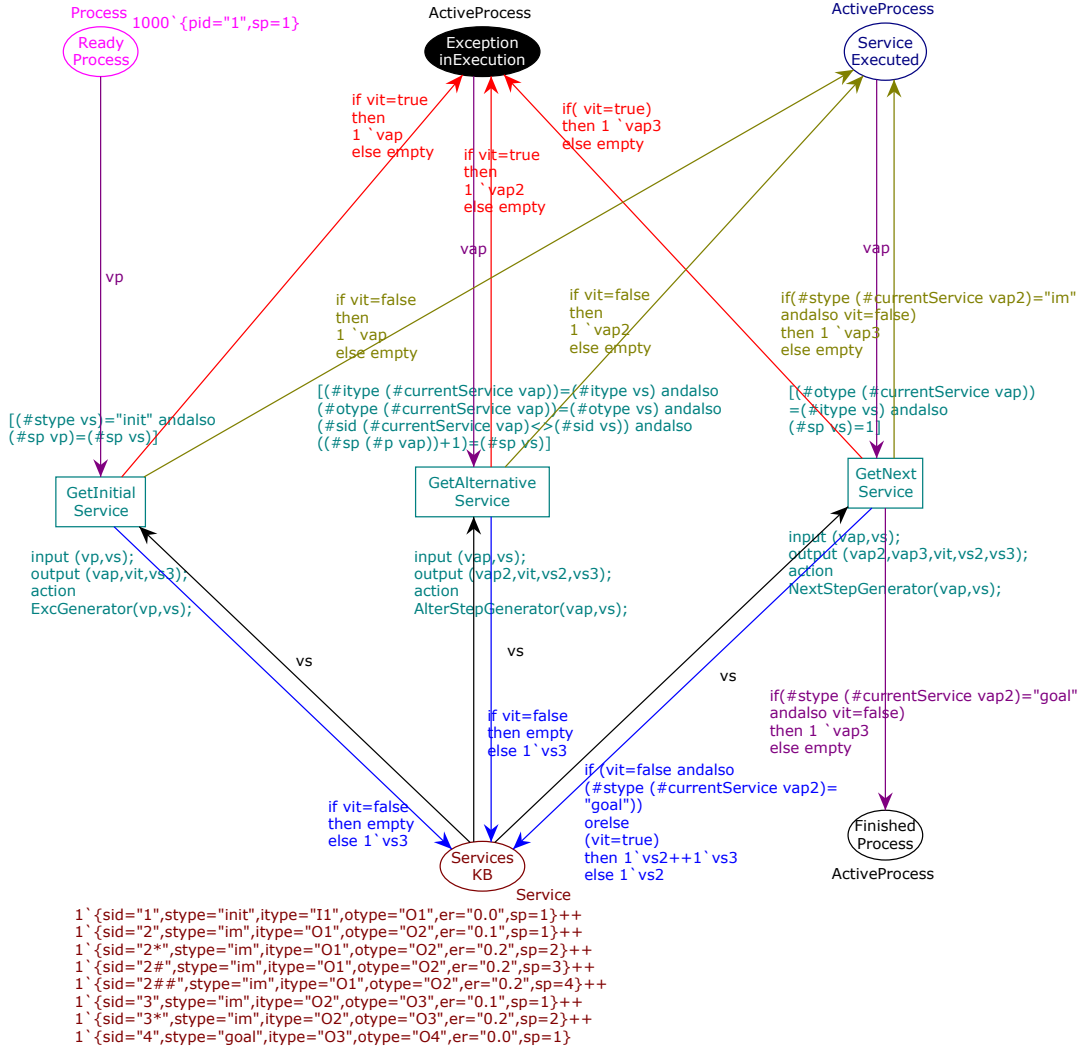 Process
1000`{pid="1",sp=1}
Ready
Process
ActiveProcess
Exception
inExecution
ActiveProcess
Service
Executed
if vit=true
then
1 `vap
else empty
if vit=true
then
1 `vap2
else empty
if( vit=true)
then 1 `vap3
else empty
vp
vap
vap
if vit=false
then
1 `vap
else empty
if vit=false
then
1 `vap2
else empty
if(#stype (#currentService vap2)="im"
andalso vit=false)
then 1 `vap3
else empty
[(#stype vs)="init" andalso
(#sp vp)=(#sp vs)]
[(#itype (#currentService vap))=(#itype vs) andalso
(#otype (#currentService vap))=(#otype vs) andalso
(#sid (#currentService vap)<>(#sid vs)) andalso
((#sp (#p vap))+1)=(#sp vs)]
[(#otype (#currentService vap))
=(#itype vs) andalso
(#sp vs)=1]
GetInitial
Service
GetAlternative
Service
GetNext
Service
input (vp,vs);
output (vap,vit,vs3);
action
ExcGenerator(vp,vs);
input (vap,vs);
output (vap2,vit,vs2,vs3);
action
AlterStepGenerator(vap,vs);
input (vap,vs);
output (vap2,vap3,vit,vs2,vs3);
action
NextStepGenerator(vap,vs);
vs
vs
vs
if vit=false
then empty
else 1`vs3
if vit=false
then empty
else 1`vs3
if (vit=false andalso
(#stype (#currentService vap2)=
"goal"))
orelse
(vit=true)
then 1`vs2++1`vs3
else 1`vs2
if(#stype (#currentService vap2)="goal"
andalso vit=false)
then 1 `vap3
else empty
Services
KB
Service
Finished
Process
ActiveProcess
1`{sid="1",stype="init",itype="I1",otype="O1",er="0.0",sp=1}++
1`{sid="2",stype="im",itype="O1",otype="O2",er="0.1",sp=1}++
1`{sid="2*",stype="im",itype="O1",otype="O2",er="0.2",sp=2}++
1`{sid="2#",stype="im",itype="O1",otype="O2",er="0.2",sp=3}++
1`{sid="2##",stype="im",itype="O1",otype="O2",er="0.2",sp=4}++
1`{sid="3",stype="im",itype="O2",otype="O3",er="0.1",sp=1}++
1`{sid="3*",stype="im",itype="O2",otype="O3",er="0.2",sp=2}++
1`{sid="4",stype="goal",itype="O3",otype="O4",er="0.0",sp=1}